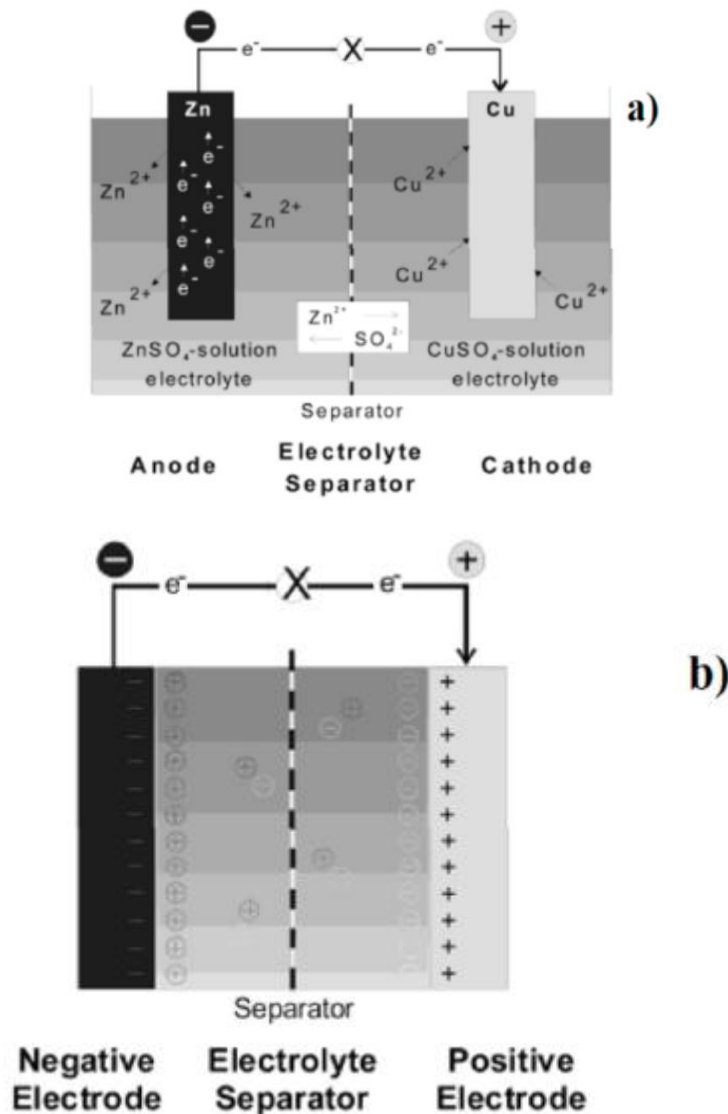 −
+
e⁻ X e⁻
Zn Cu a)
e⁻
e⁻
Zn²⁺ e⁻ Cu²⁺
e⁻ Zn²⁺
e⁻ e⁻ Cu²⁺
Zn²⁺ e⁻ Cu²⁺
Zn²⁺
SO₄²⁻
ZnSO₄-solution CuSO₄-solution
electrolyte electrolyte
Separator
Anode Electrolyte Cathode
Separator
−
+
e⁻ X e⁻
b)
Separator
Negative Electrolyte Positive
Electrode Separator Electrode